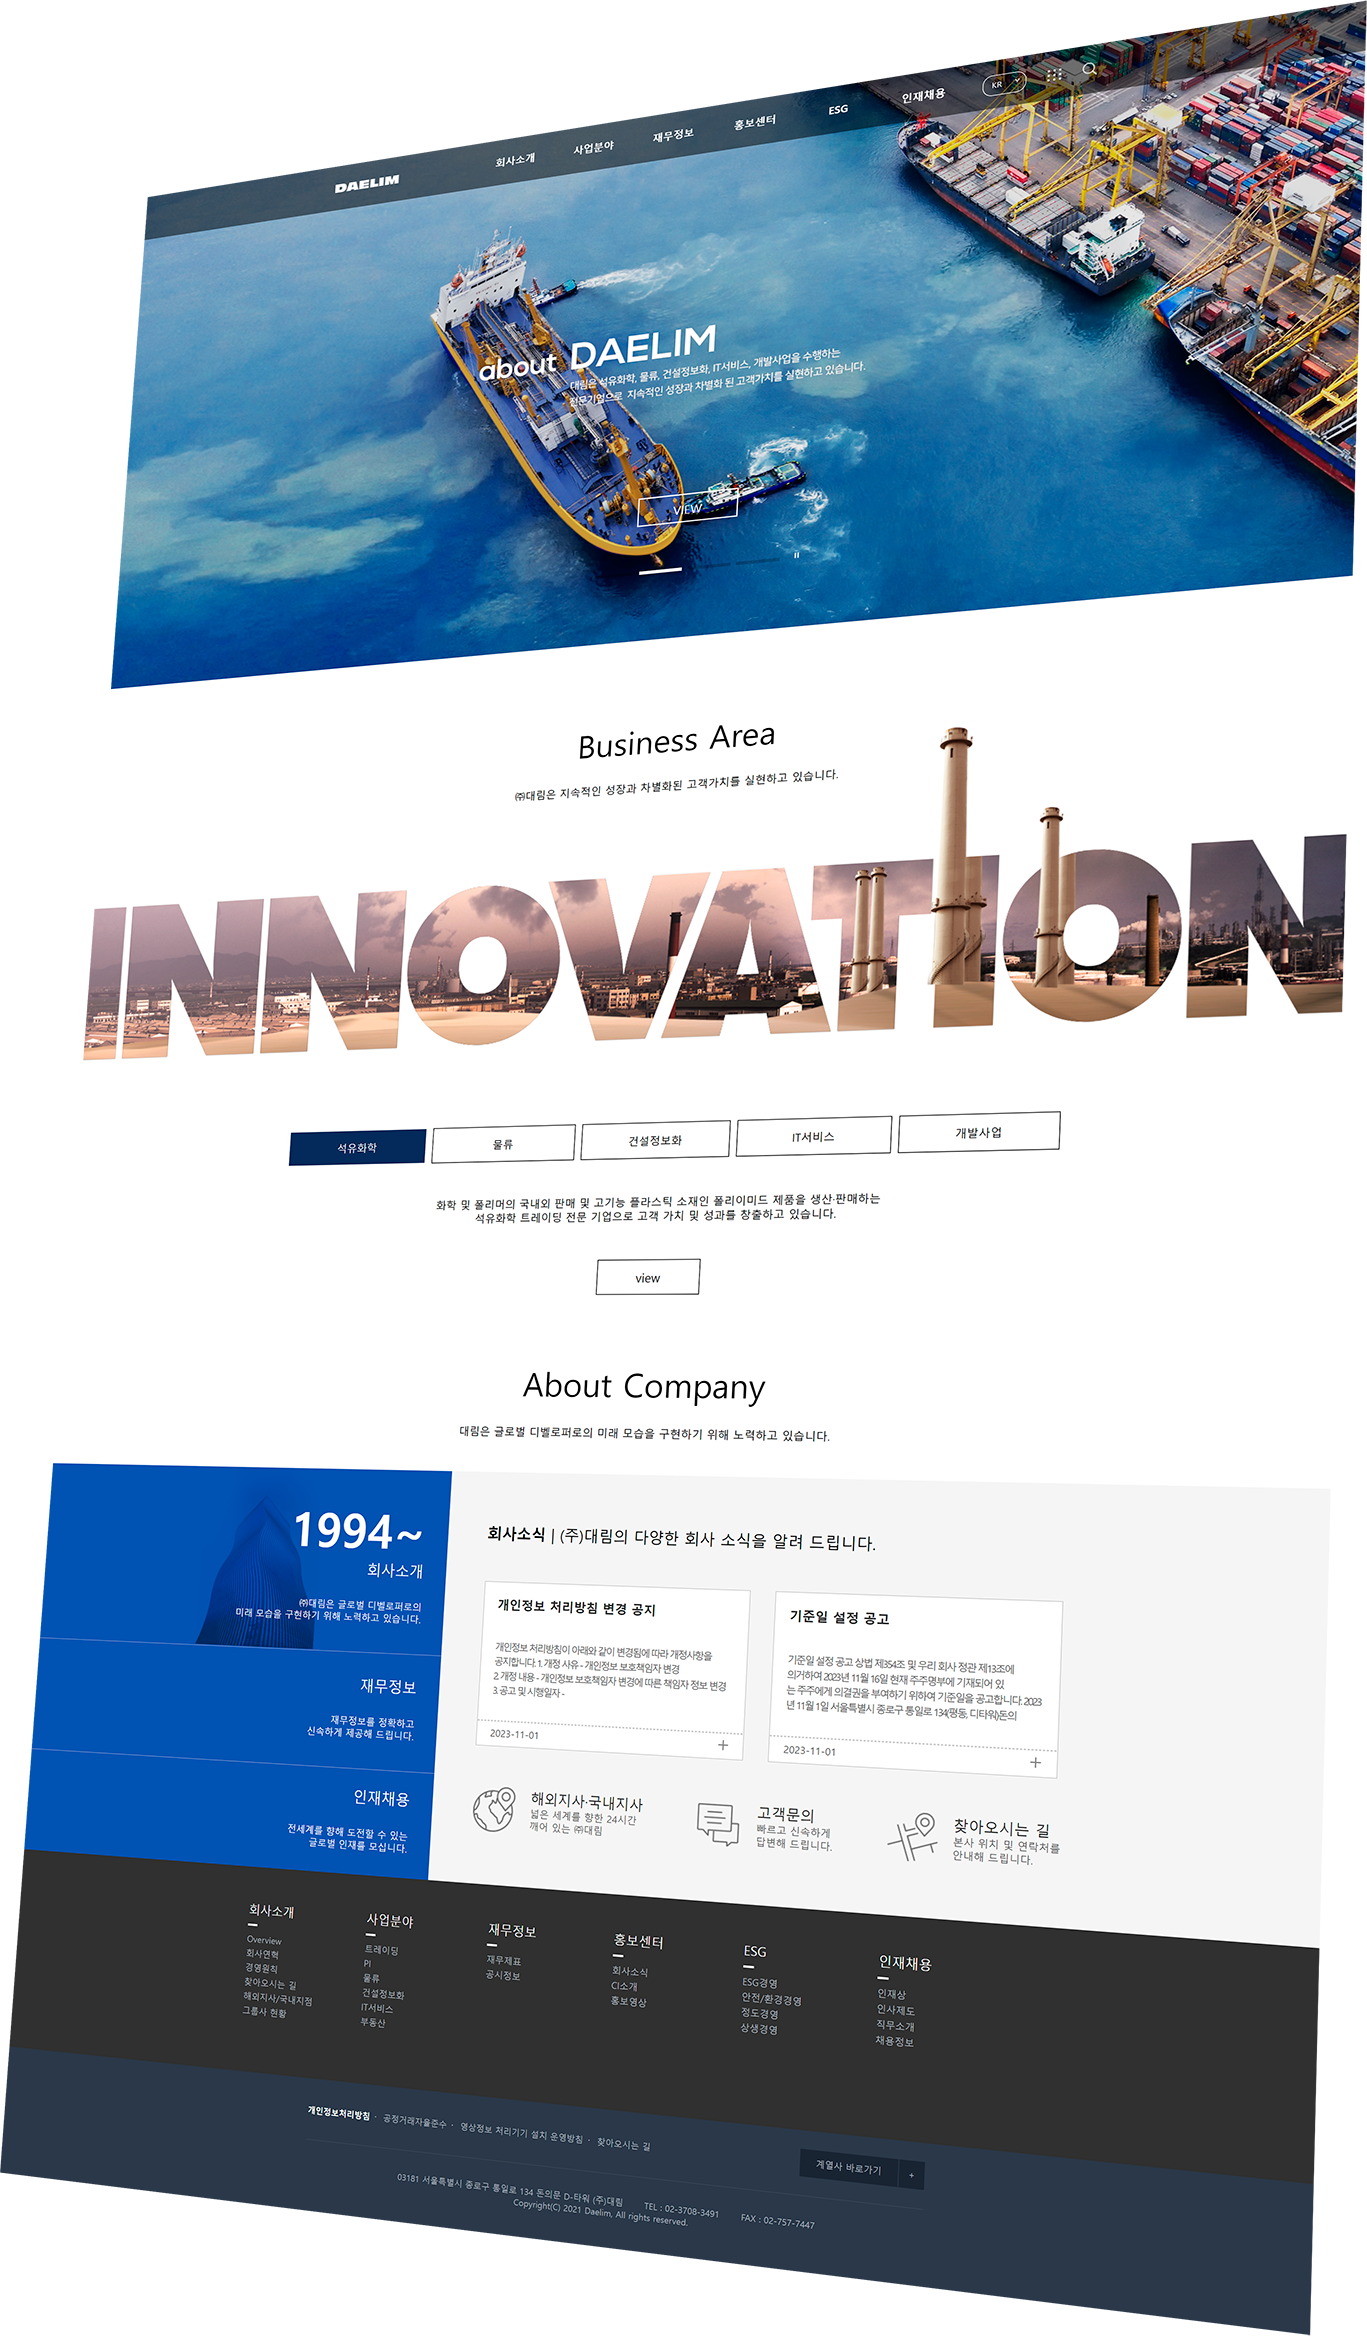 DAELIM
회사소개
사업분야
재무정보
홍보센터
ESG
인재채용
KR
about DAELIM
대림은 석유화학, 물류, 건설정보화, IT서비스, 개발사업을 수행하는
전문기업으로 지속적인 성장과 차별화 된 고객가치를 실현하고 있습니다.
VIEW
Business Area
㈜대림은 지속적인 성장과 차별화된 고객가치를 실현하고 있습니다.
INNOVATION
석유화학
물류
건설정보화
IT서비스
개발사업
화학 및 폴리머의 국내외 판매 및 고기능 플라스틱 소재인 폴리이미드 제품을 생산·판매하는
석유화학 트레이딩 전문 기업으로 고객 가치 및 성과를 창출하고 있습니다.
view
About Company
대림은 글로벌 디벨로퍼로의 미래 모습을 구현하기 위해 노력하고 있습니다.
1994~
회사소개
㈜대림은 글로벌 디벨로퍼로의
미래 모습을 구현하기 위해 노력하고 있습니다.
재무정보
재무정보를 정확하고
신속하게 제공해 드립니다.
인재채용
전세계를 향해 도전할 수 있는
글로벌 인재를 모십니다.
회사소식 | (주)대림의 다양한 회사 소식을 알려 드립니다.
개인정보 처리방침 변경 공지
개인정보 처리방침이 아래와 같이 변경됨에 따라 개정사항을
공지합니다. 1. 개정 사유 - 개인정보 보호책임자 변경
2. 개정 내용 - 개인정보 보호책임자 변경에 따른 책임자 정보 변경
3. 공고 및 시행일자 -
2023-11-01
+
기준일 설정 공고
기준일 설정 공고 상법 제354조 및 우리 회사 정관 제13조에
의거하여 2023년 11월 16일 현재 주주명부에 기재되어 있
는 주주에게 의결권을 부여하기 위하여 기준일을 공고합니다. 2023
년 11월 1일 서울특별시 종로구 통일로 134(평동, 디타워)돈의
2023-11-01
+
해외지사·국내지사
넓은 세계를 향한 24시간
깨어 있는 ㈜대림
고객문의
빠르고 신속하게
답변해 드립니다.
찾아오시는 길
본사 위치 및 연락처를
안내해 드립니다.
회사소개
Overview
회사연혁
경영원칙
찾아오시는 길
해외지사/국내지점
그룹사 현황
사업분야
트레이딩
PI
물류
건설정보화
IT서비스
부동산
재무정보
재무제표
공시정보
홍보센터
회사소식
CI소개
홍보영상
ESG
ESG경영
안전/환경경영
정도경영
상생경영
인재채용
인재상
인사제도
직무소개
채용정보
개인정보처리방침 · 공정거래자율준수 · 영상정보 처리기기 설치 운영방침 · 찾아오시는 길
계열사 바로가기 +
03181 서울특별시 종로구 통일로 134 돈의문 D-타워 (주)대림 TEL : 02-3708-3491 FAX : 02-757-7447
Copyright(C) 2021 Daelim, All rights reserved.